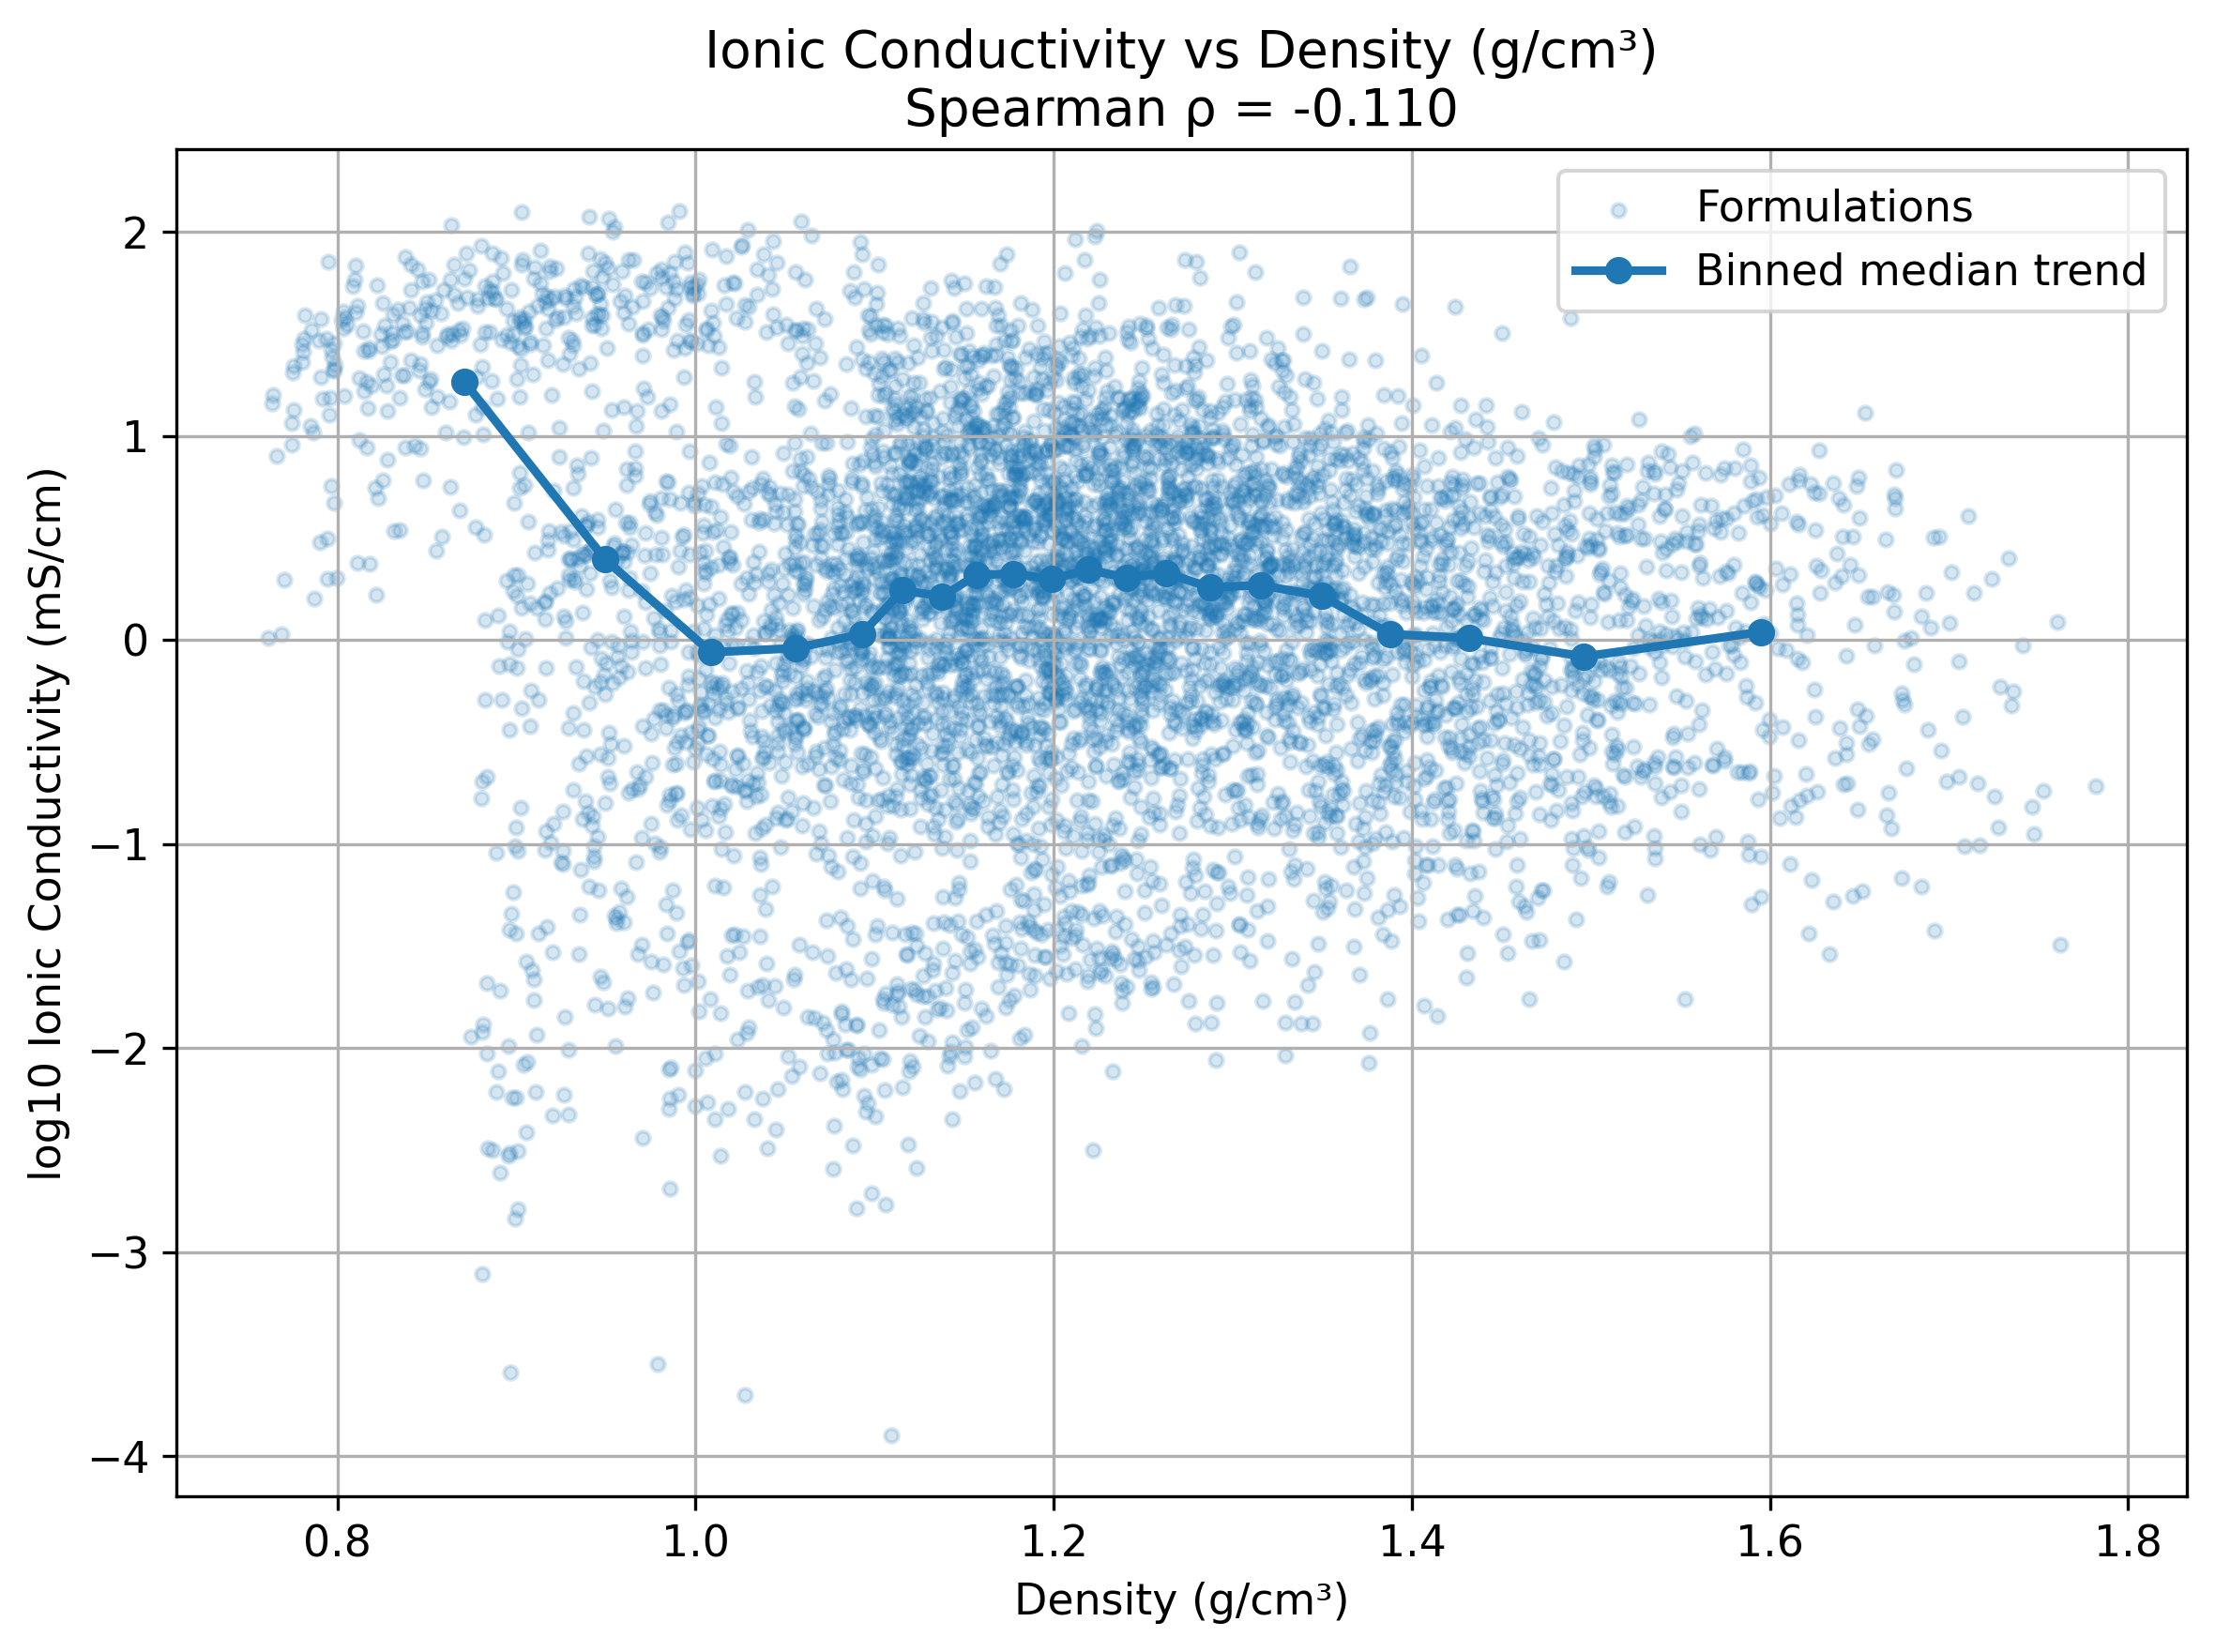 Ionic Conductivity vs Density (g/cm³)
Spearman ρ = -0.110
Formulations
Binned median trend
log10 Ionic Conductivity (mS/cm)
2
1
0
−1
−2
−3
−4
0.8 1.0 1.2 1.4 1.6 1.8
Density (g/cm³)